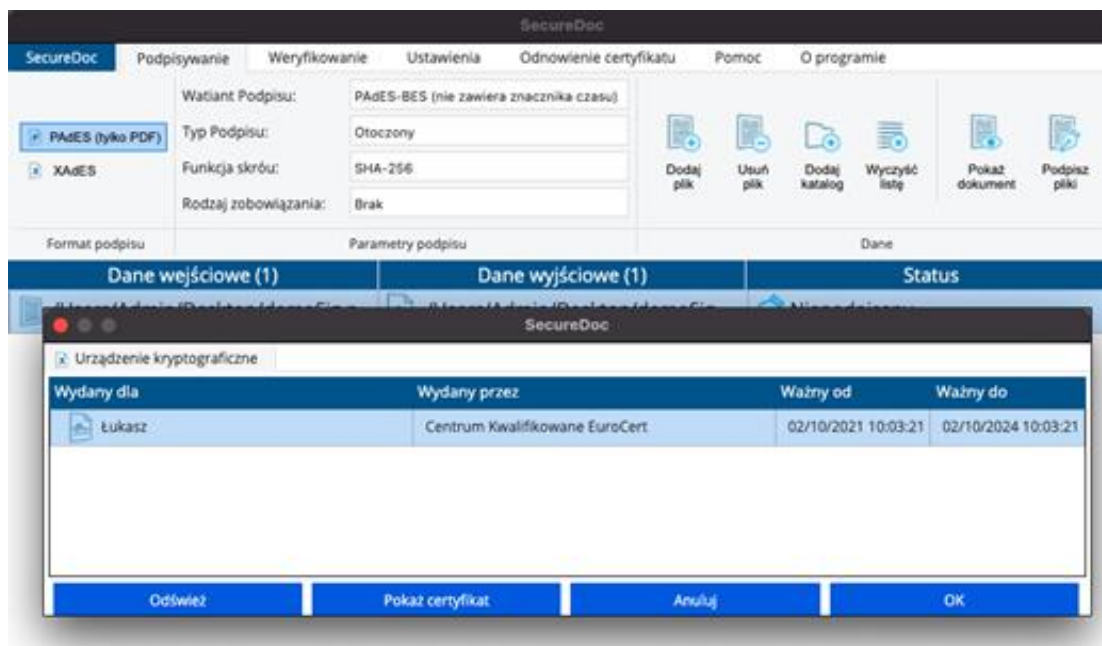 SecureDoc
SecureDoc Podpisywanie Weryfikowanie Ustawienia Odnowienie certyfikatu Pomoc O programie
Watiant Podpisu: PAdES-BES (nie zawiera znacznika czasu)
PAdES (tylko PDF) Typ Podpisu: Otoczony
XAdES Funkcja skróu: SHA-256
Rodzaj zobowiązania: Brak
Dodaj plik Usuń plik Dodaj katalog Wyczyść listę Pokaż dokument Podpisz pliki
Format podpisu Parametry podpisu Dane
Dane wejściowe (1) Dane wyjściowe (1) Status
SecureDoc
Urządzenie kryptograficzne
Wydany dla Wydany przez Ważny od Ważny do
Łukasz Centrum Kwalifikowane EuroCert 02/10/2021 10:03:21 02/10/2024 10:03:21
Odśwież Pokaż certyfikat Anuluj OK